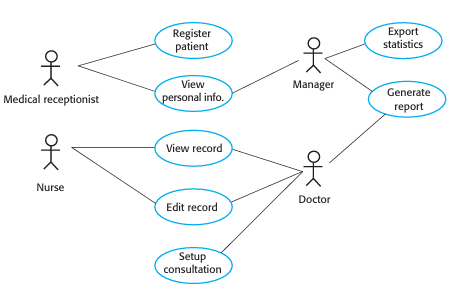 Register
patient
Export
statistics
Medical receptionist
View
personal info.
Manager
Generate
report
Nurse
View record
Doctor
Edit record
Setup
consultation